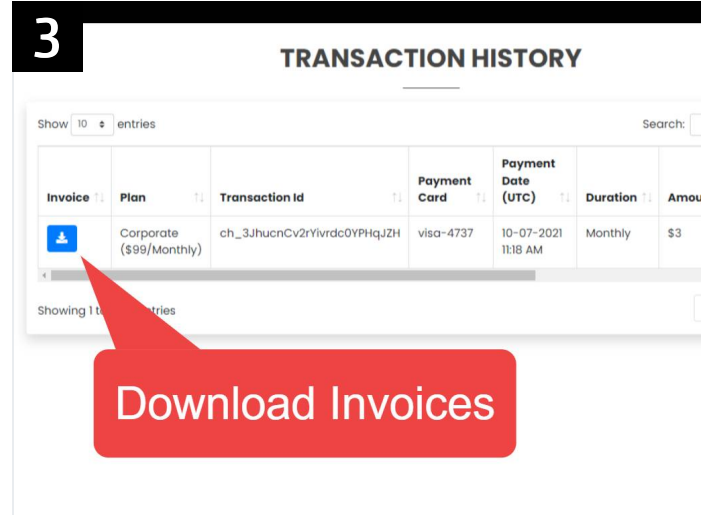 3
TRANSACTION HISTORY
Show 10 entries
Search:
Invoice Plan Transaction Id Payment Card Payment Date (UTC) Duration Amou
Corporate ($99/Monthly) ch_3JhucnCv2rYivrdc0YPHqJZH visa-4737 10-07-2021 11:18 AM Monthly $3
Showing 1 t ntries
Download Invoices